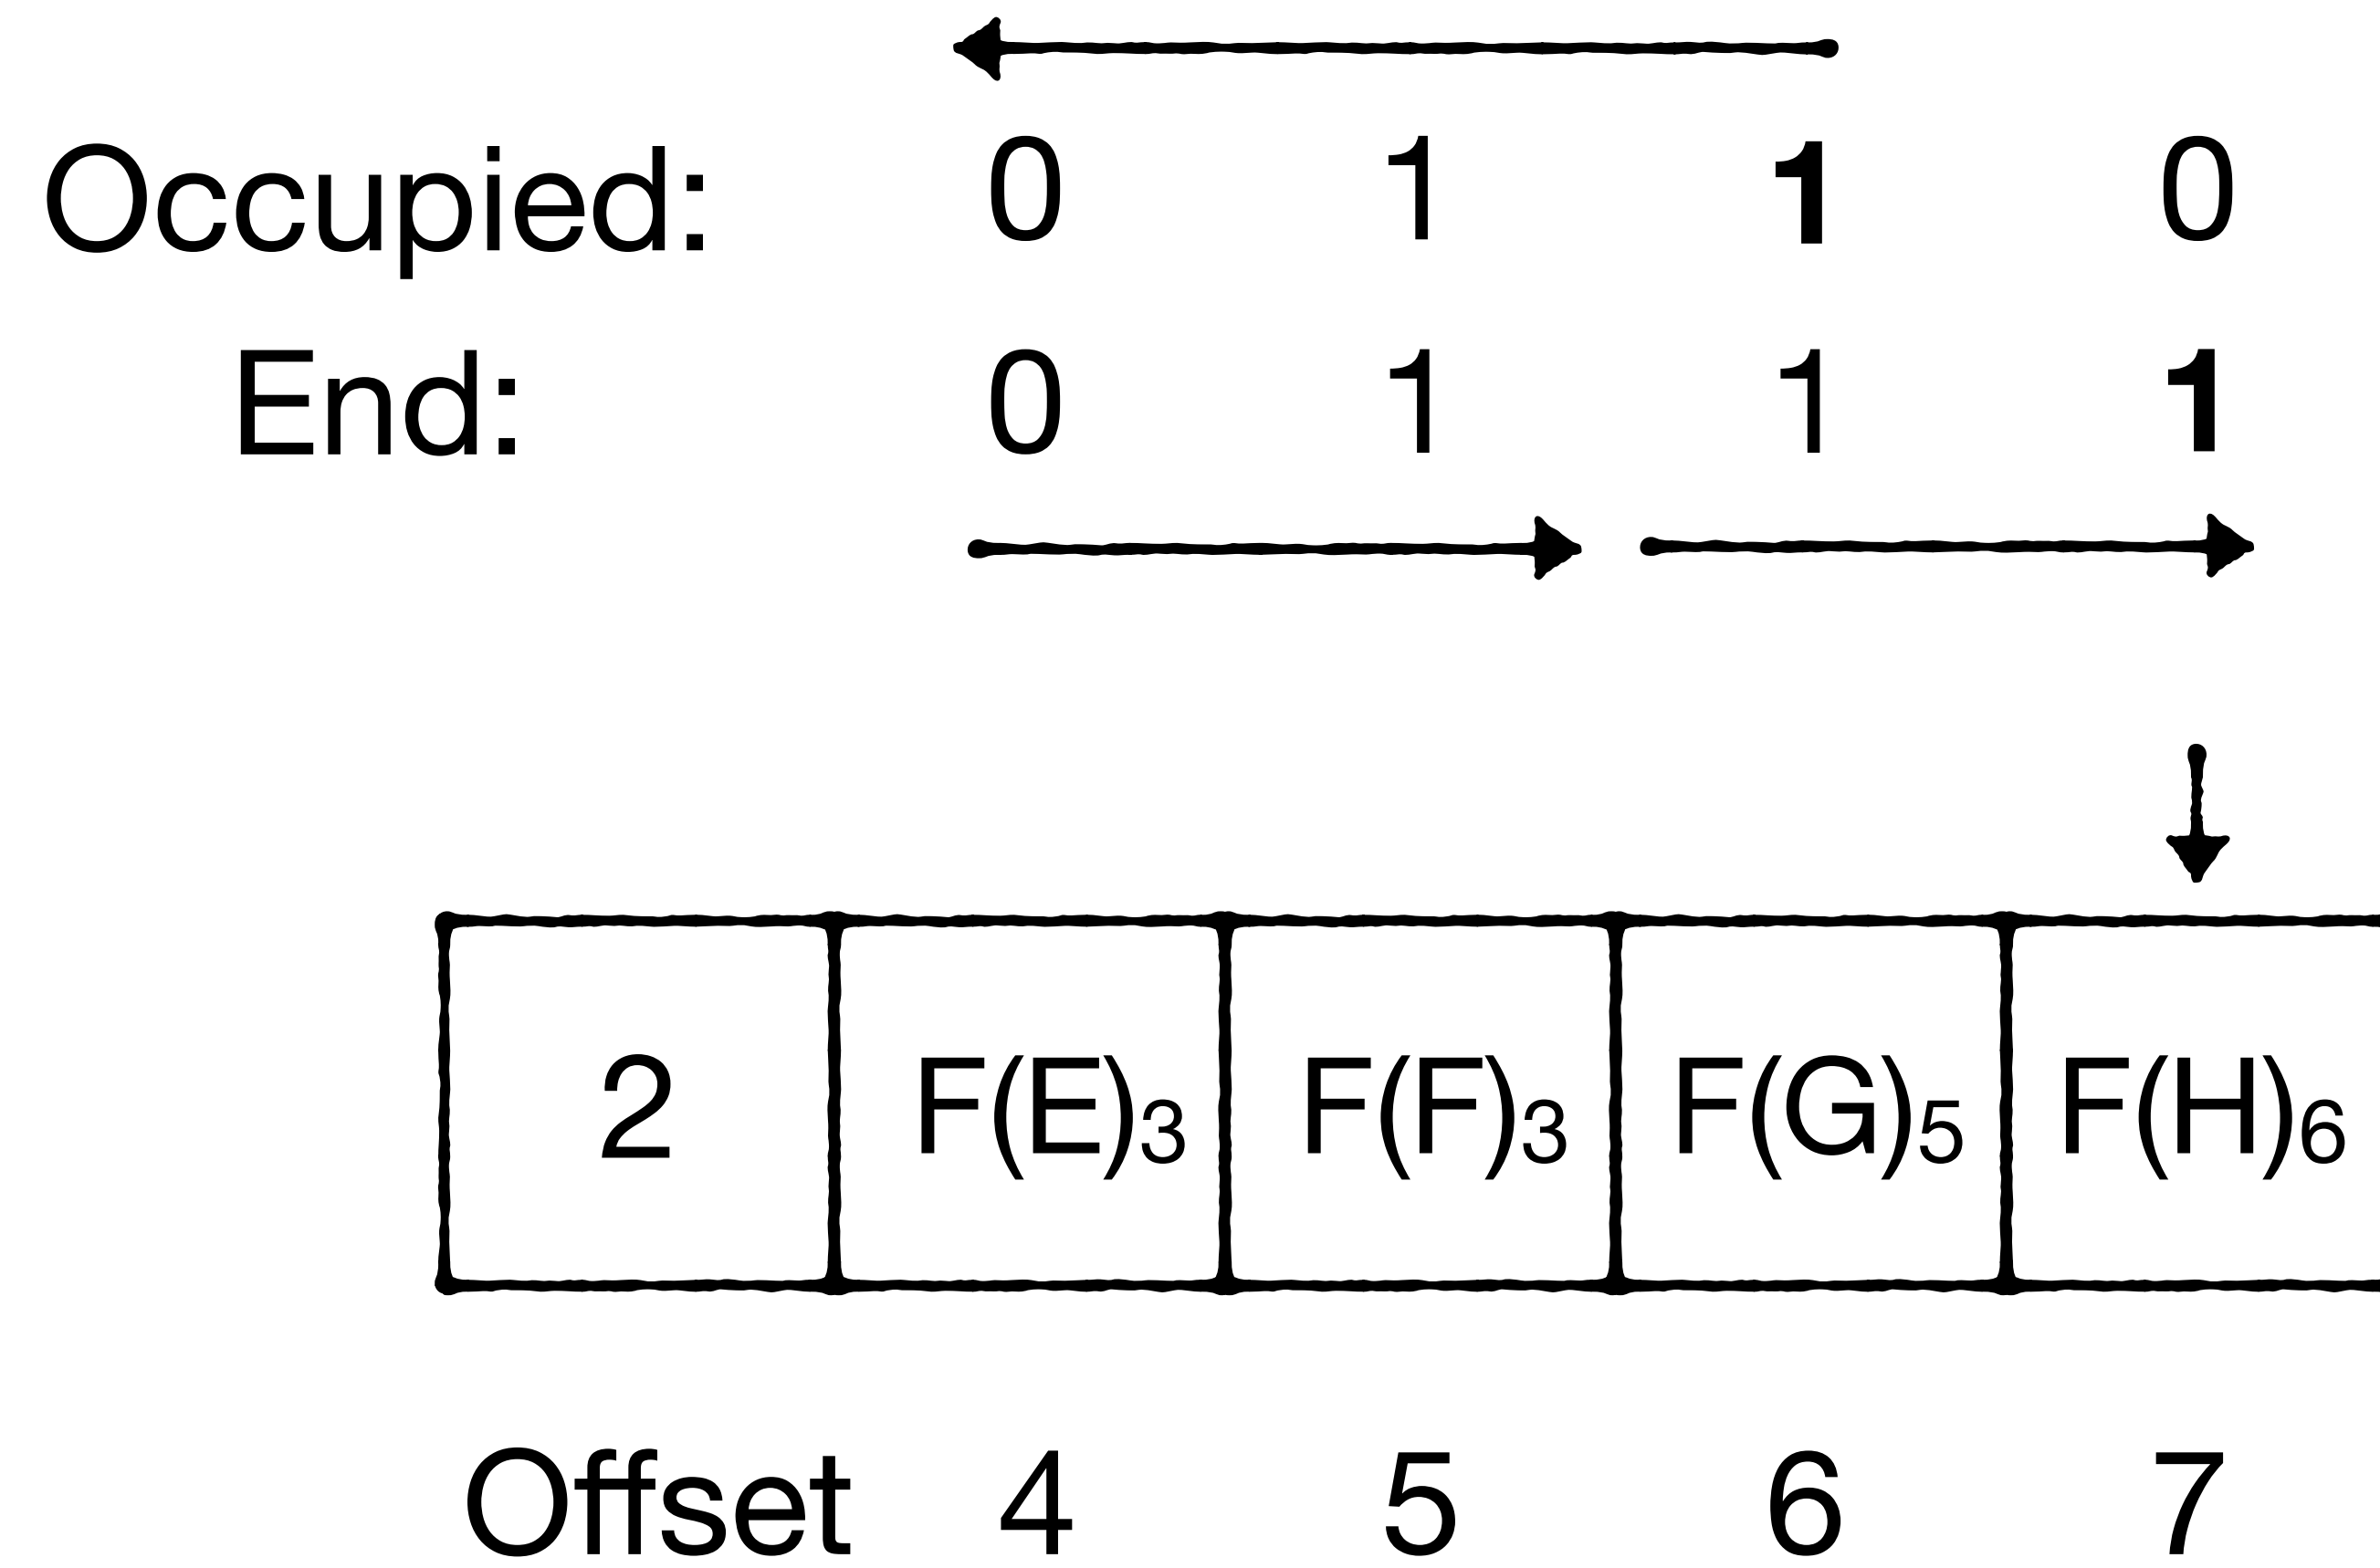 Occupied: 0 1 1 0
End: 0 1 1 1
2 F(E)₃ F(F)₃ F(G)₅ F(H)₆
Offset 4 5 6 7